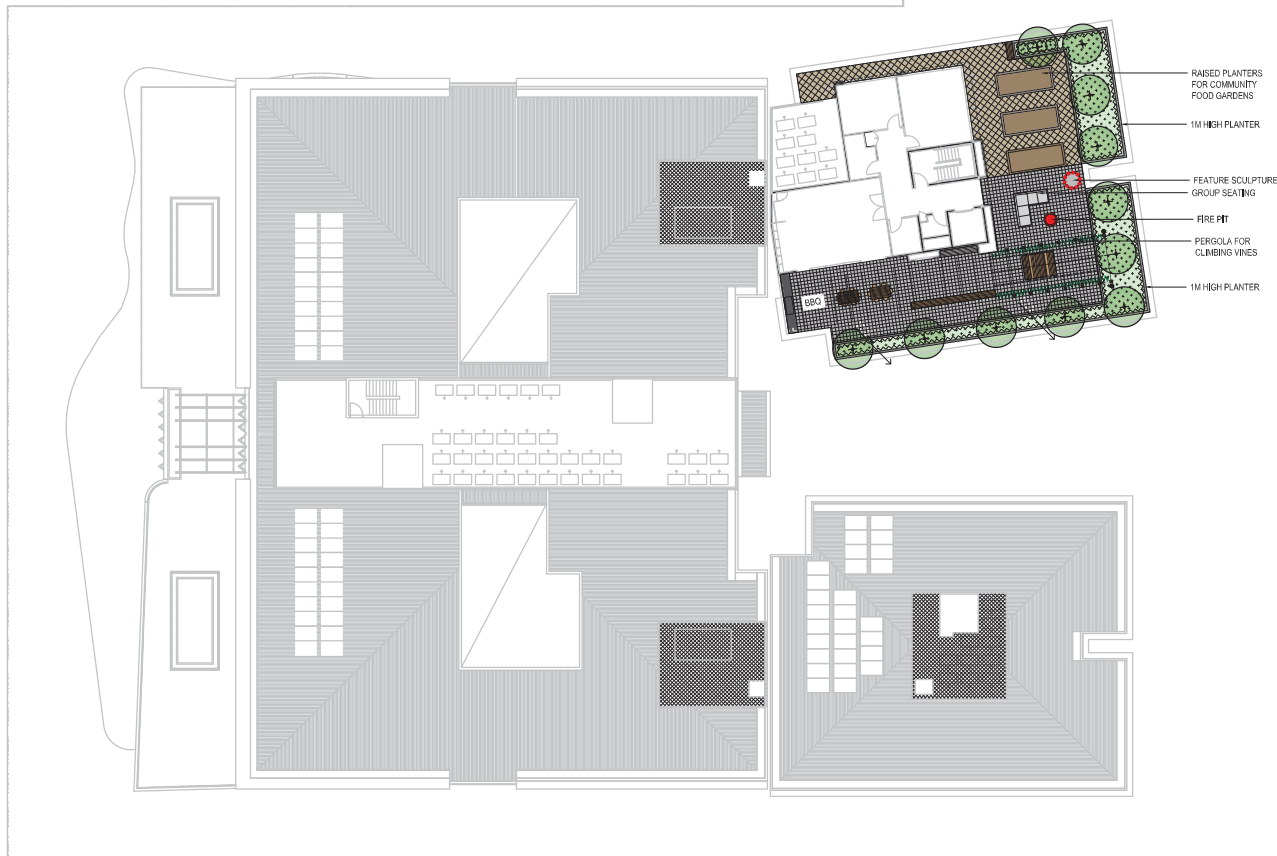 RAISED PLANTERS
FOR COMMUNITY
FOOD GARDENS
1M HIGH PLANTER
FEATURE SCULPTURE
GROUP SEATING
FIRE PIT
PERGOLA FOR
CLIMBING VINES
1M HIGH PLANTER
BBQ